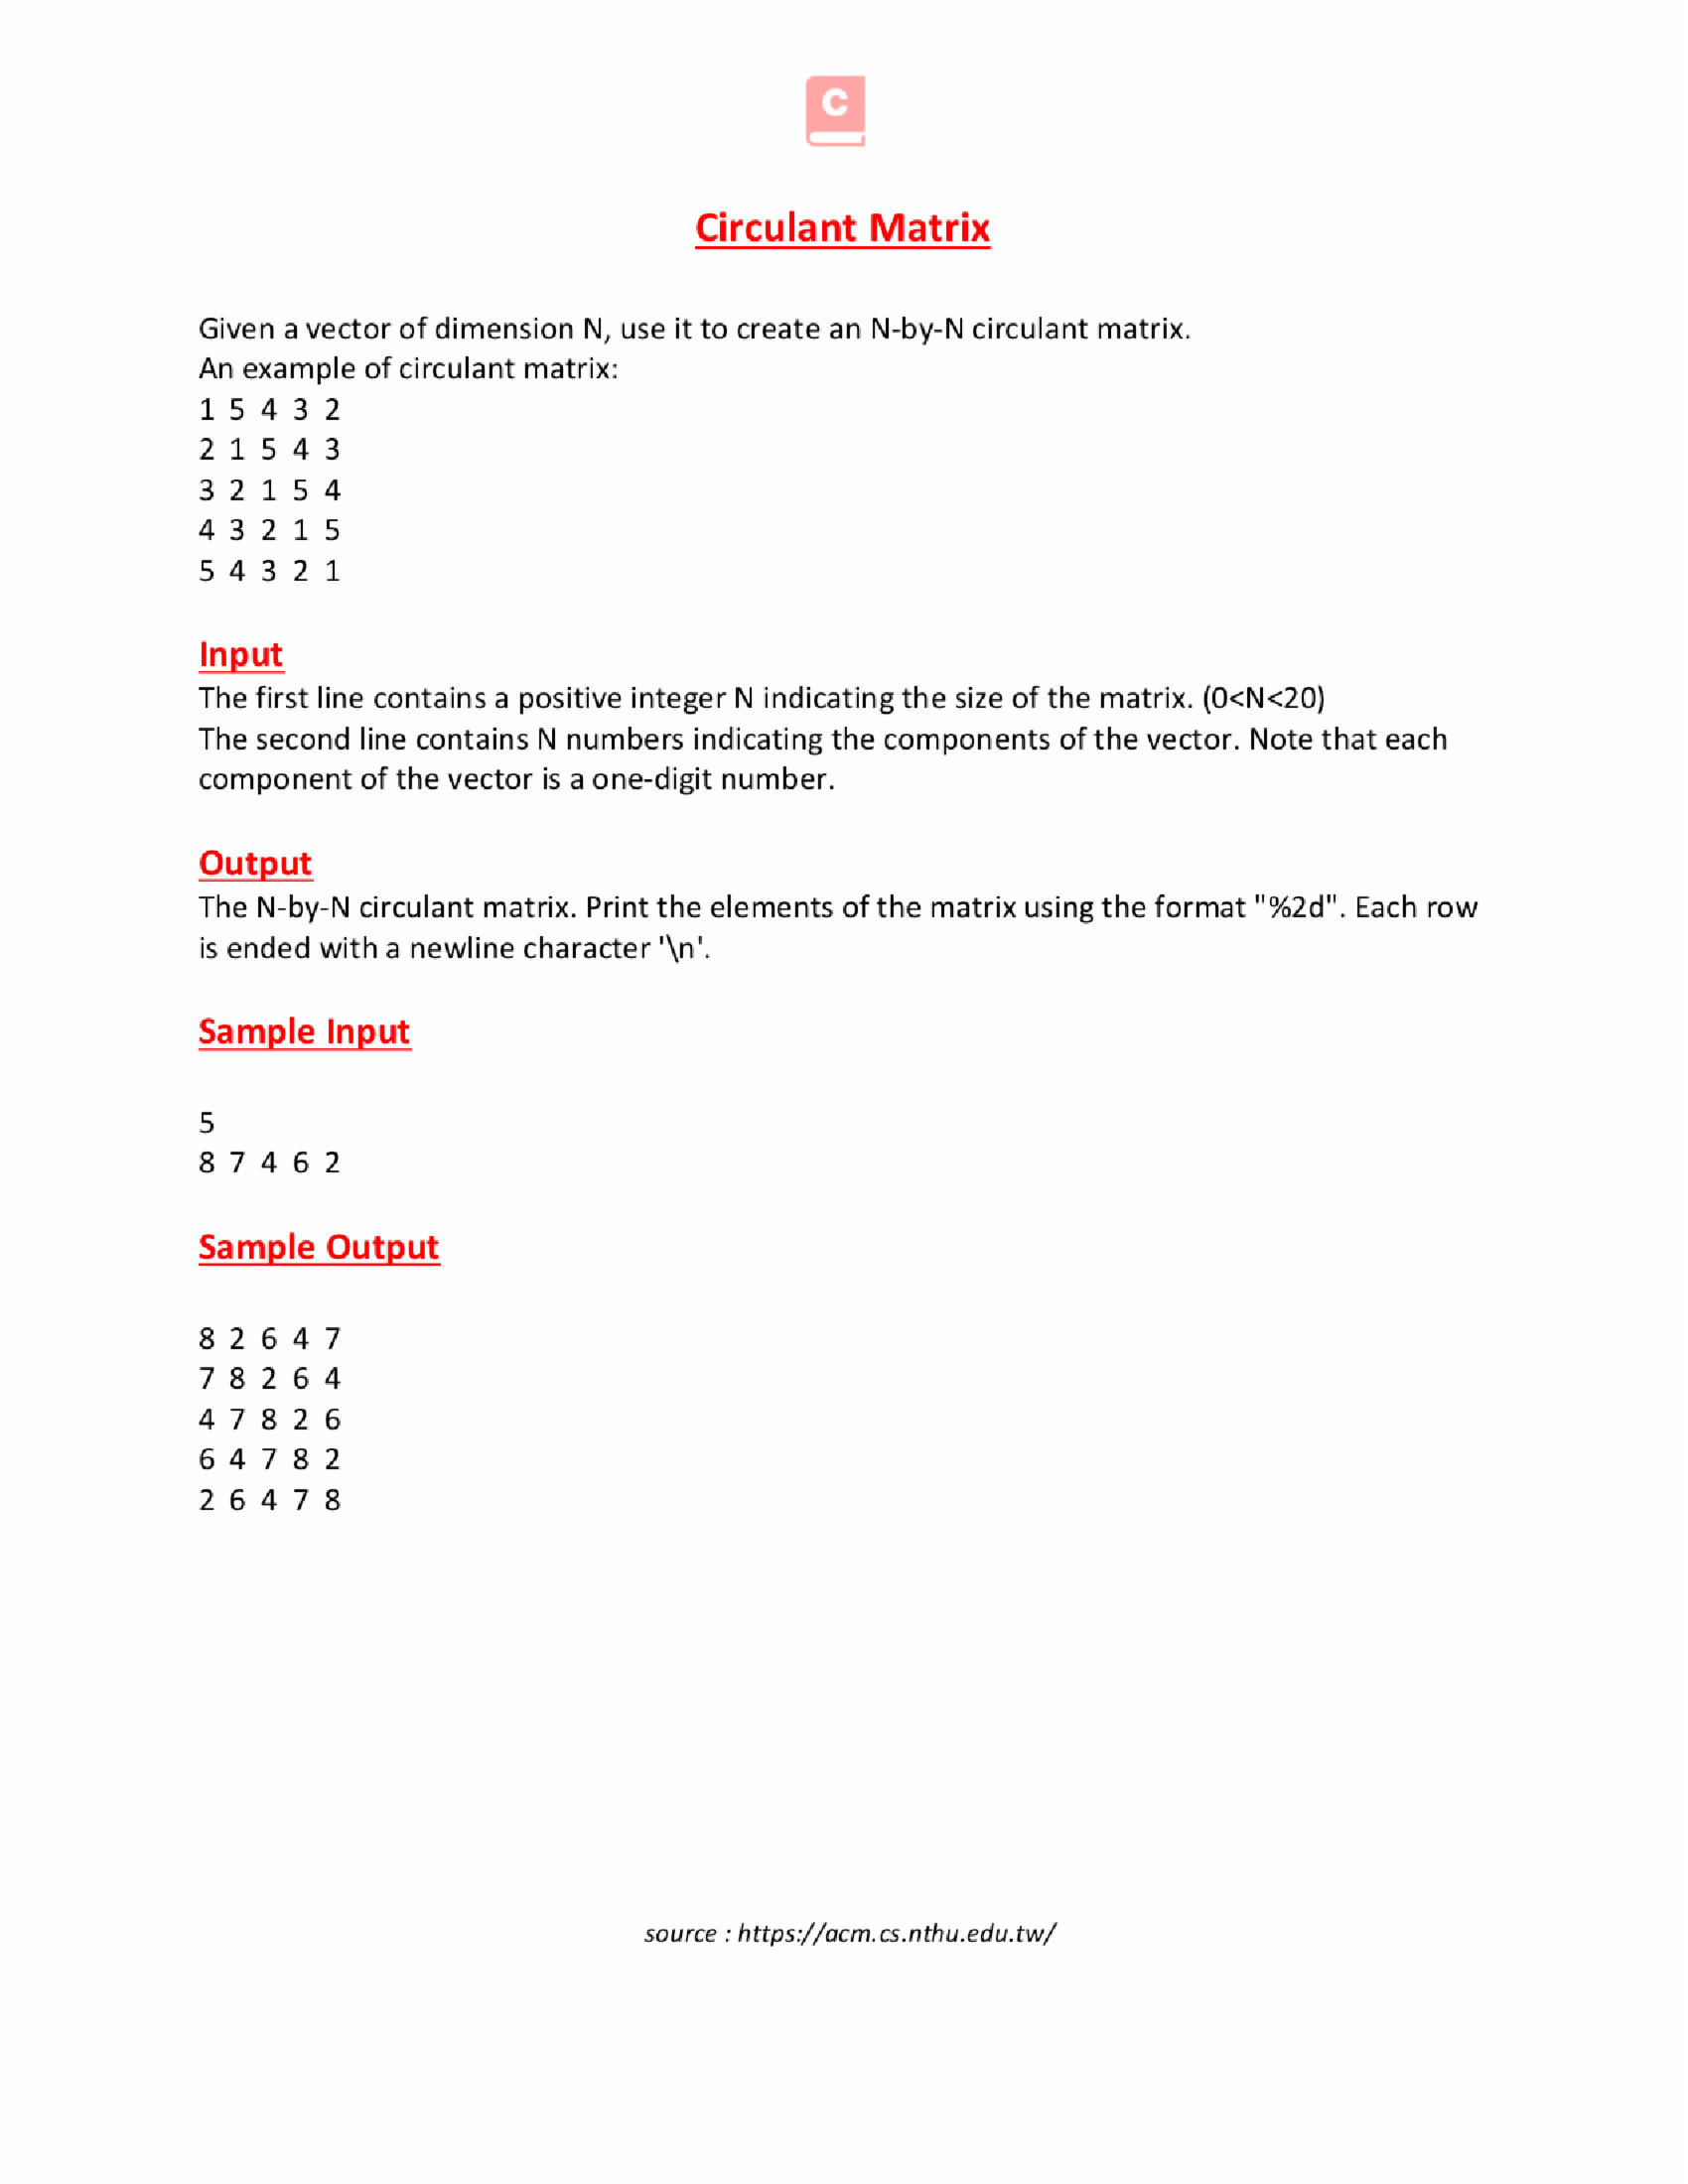 C
Circulant Matrix
Given a vector of dimension N, use it to create an N-by-N circulant matrix.
An example of circulant matrix:
1 5 4 3 2
2 1 5 4 3
3 2 1 5 4
4 3 2 1 5
5 4 3 2 1
Input
The first line contains a positive integer N indicating the size of the matrix. (0<N<20)
The second line contains N numbers indicating the components of the vector. Note that each
component of the vector is a one-digit number.
Output
The N-by-N circulant matrix. Print the elements of the matrix using the format "%2d". Each row
is ended with a newline character '\n'.
Sample Input
5
8 7 4 6 2
Sample Output
8 2 6 4 7
7 8 2 6 4
4 7 8 2 6
6 4 7 8 2
2 6 4 7 8
source : https://acm.cs.nthu.edu.tw/